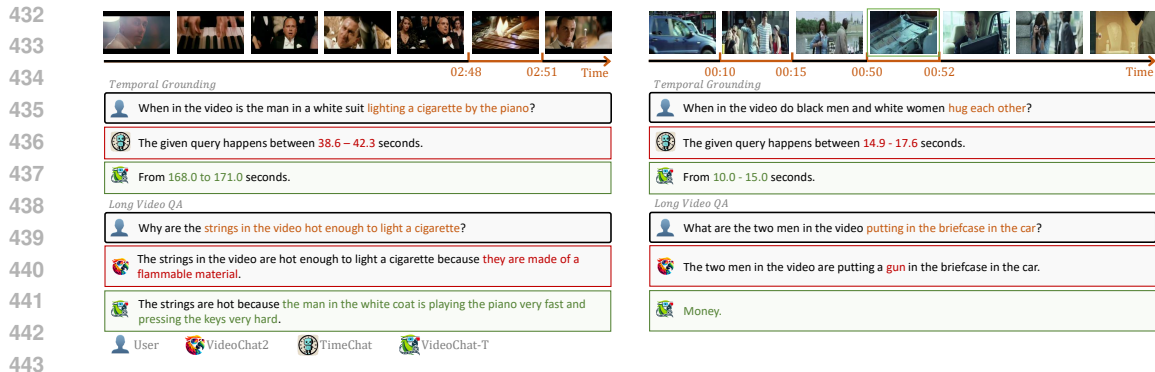 432
433
434
435
436
437
438
439
440
441
442
443
02:48 02:51 Time
Temporal Grounding
When in the video is the man in a white suit lighting a cigarette by the piano?
The given query happens between 38.6 – 42.3 seconds.
From 168.0 to 171.0 seconds.
Long Video QA
Why are the strings in the video hot enough to light a cigarette?
The strings in the video are hot enough to light a cigarette because they are made of a
flammable material.
The strings are hot because the man in the white coat is playing the piano very fast and
pressing the keys very hard.
User VideoChat2 TimeChat VideoChat-T
00:10 00:15 00:50 00:52 Time
Temporal Grounding
When in the video do black men and white women hug each other?
The given query happens between 14.9 - 17.6 seconds.
From 10.0 - 15.0 seconds.
Long Video QA
What are the two men in the video putting in the briefcase in the car?
The two men in the video are putting a gun in the briefcase in the car.
Money.